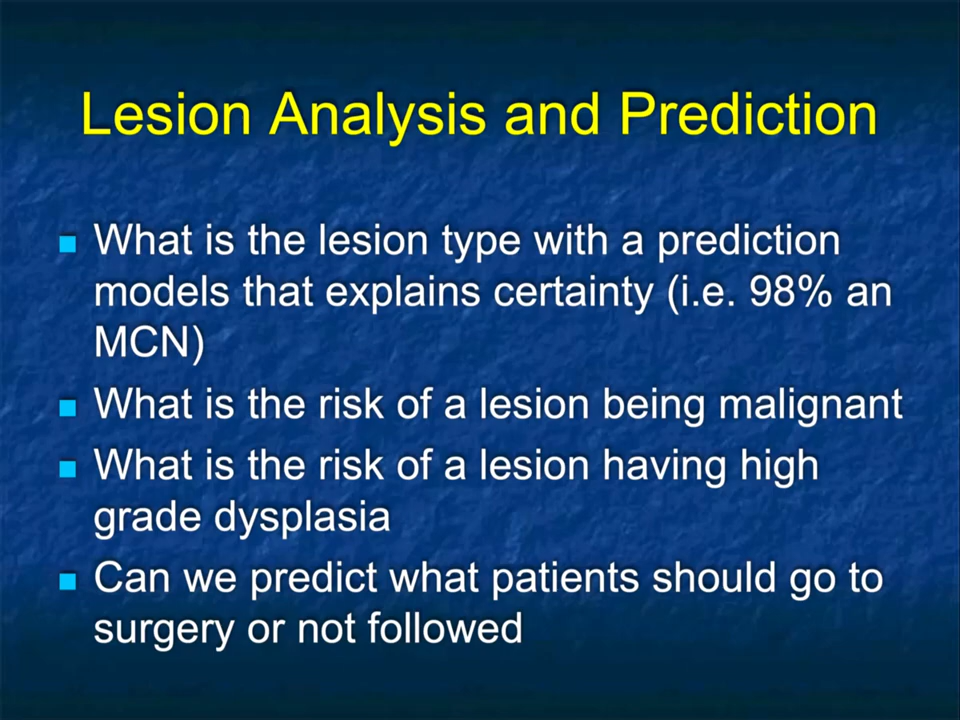 Lesion Analysis and Prediction
What is the lesion type with a prediction
models that explains certainty (i.e. 98% an
MCN)
What is the risk of a lesion being malignant
What is the risk of a lesion having high
grade dysplasia
Can we predict what patients should go to
surgery or not followed